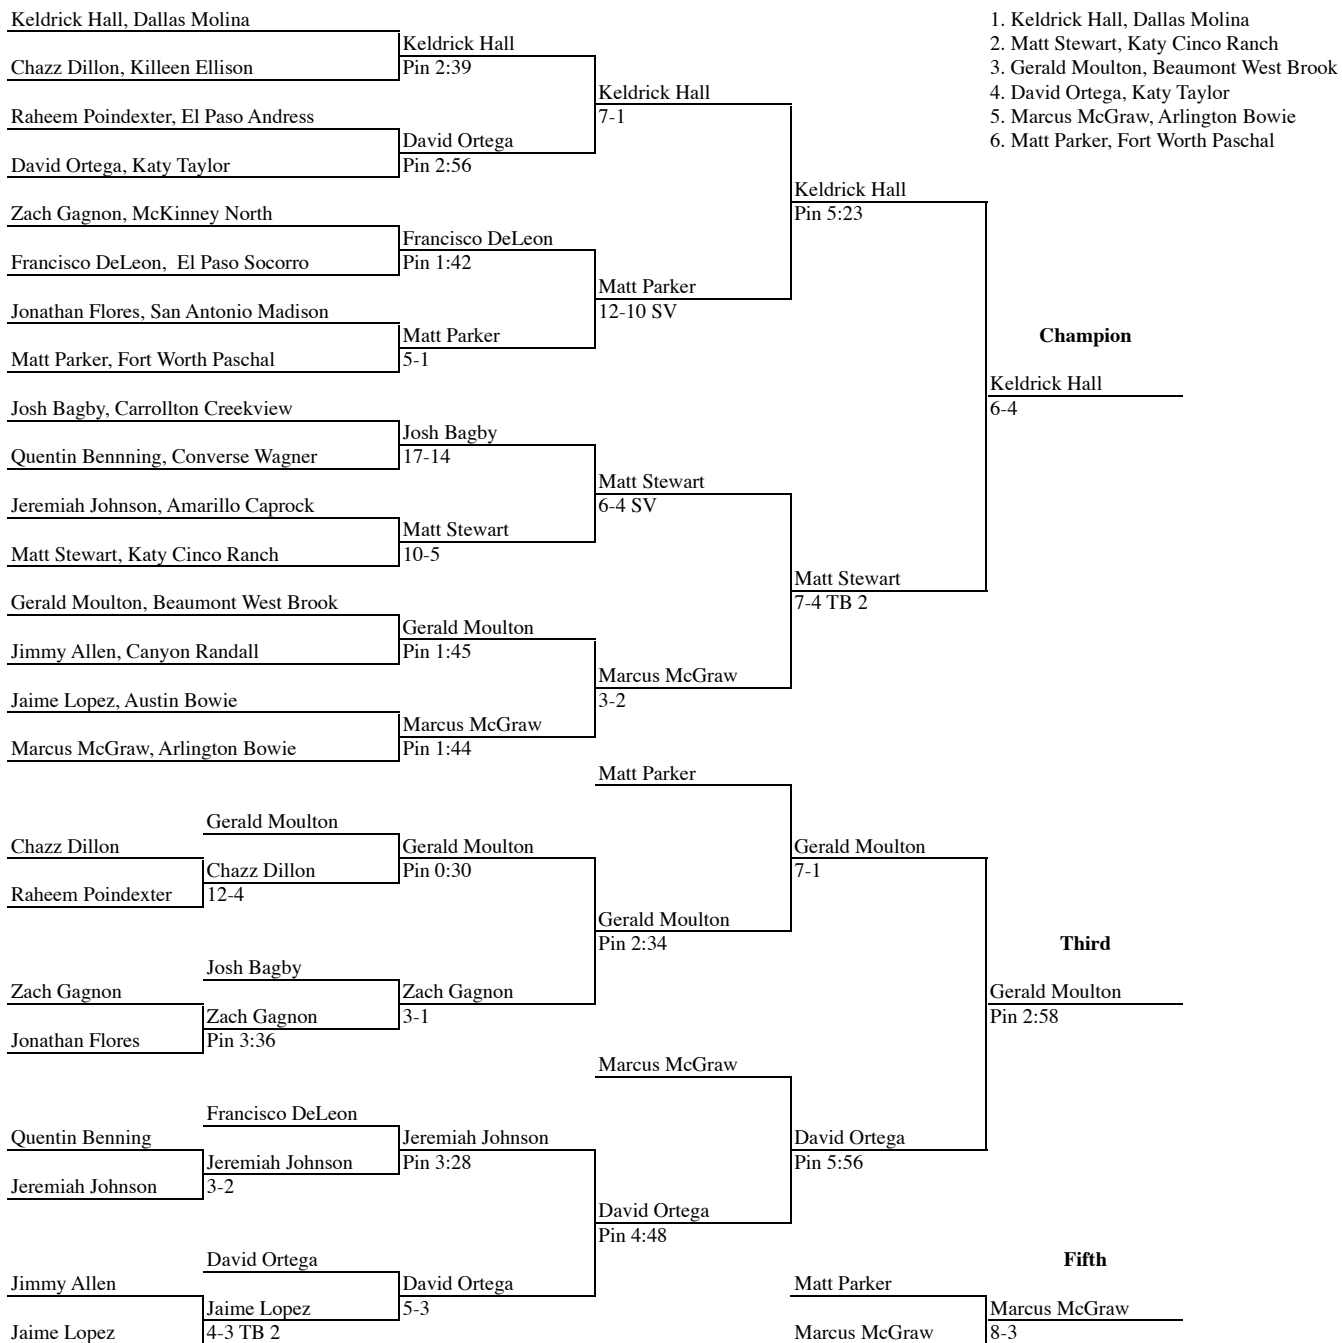 Keldrick Hall, Dallas Molina
1. Keldrick Hall, Dallas Molina
Keldrick Hall
2. Matt Stewart, Katy Cinco Ranch
Chazz Dillon, Killeen Ellison
Pin 2:39
3. Gerald Moulton, Beaumont West Brook
Keldrick Hall
4. David Ortega, Katy Taylor
Raheem Poindexter, El Paso Andress
7-1
5. Marcus McGraw, Arlington Bowie
David Ortega
6. Matt Parker, Fort Worth Paschal
David Ortega, Katy Taylor
Pin 2:56
Keldrick Hall
Zach Gagnon, McKinney North
Pin 5:23
Francisco DeLeon
Francisco DeLeon,  El Paso Socorro
Pin 1:42
Matt Parker
Jonathan Flores, San Antonio Madison
12-10 SV
Matt Parker
Champion
Matt Parker, Fort Worth Paschal
5-1
Keldrick Hall
Josh Bagby, Carrollton Creekview
6-4
Josh Bagby
Quentin Bennning, Converse Wagner
17-14
Matt Stewart
Jeremiah Johnson, Amarillo Caprock
6-4 SV
Matt Stewart
Matt Stewart, Katy Cinco Ranch
10-5
Matt Stewart
Gerald Moulton, Beaumont West Brook
7-4 TB 2
Gerald Moulton
Jimmy Allen, Canyon Randall
Pin 1:45
Marcus McGraw
Jaime Lopez, Austin Bowie
3-2
Marcus McGraw
Marcus McGraw, Arlington Bowie
Pin 1:44
Matt Parker
Gerald Moulton
Chazz Dillon
Gerald Moulton
Gerald Moulton
Chazz Dillon
Pin 0:30
7-1
Raheem Poindexter
12-4
Gerald Moulton
Pin 2:34
Third
Josh Bagby
Zach Gagnon
Zach Gagnon
Gerald Moulton
Zach Gagnon
3-1
Pin 2:58
Jonathan Flores
Pin 3:36
Marcus McGraw
Francisco DeLeon
Quentin Benning
Jeremiah Johnson
David Ortega
Jeremiah Johnson
Pin 3:28
Pin 5:56
Jeremiah Johnson
3-2
David Ortega
Pin 4:48
David Ortega
Fifth
Jimmy Allen
David Ortega
Matt Parker
Jaime Lopez
5-3
Marcus McGraw
Jaime Lopez
4-3 TB 2
Marcus McGraw
8-3